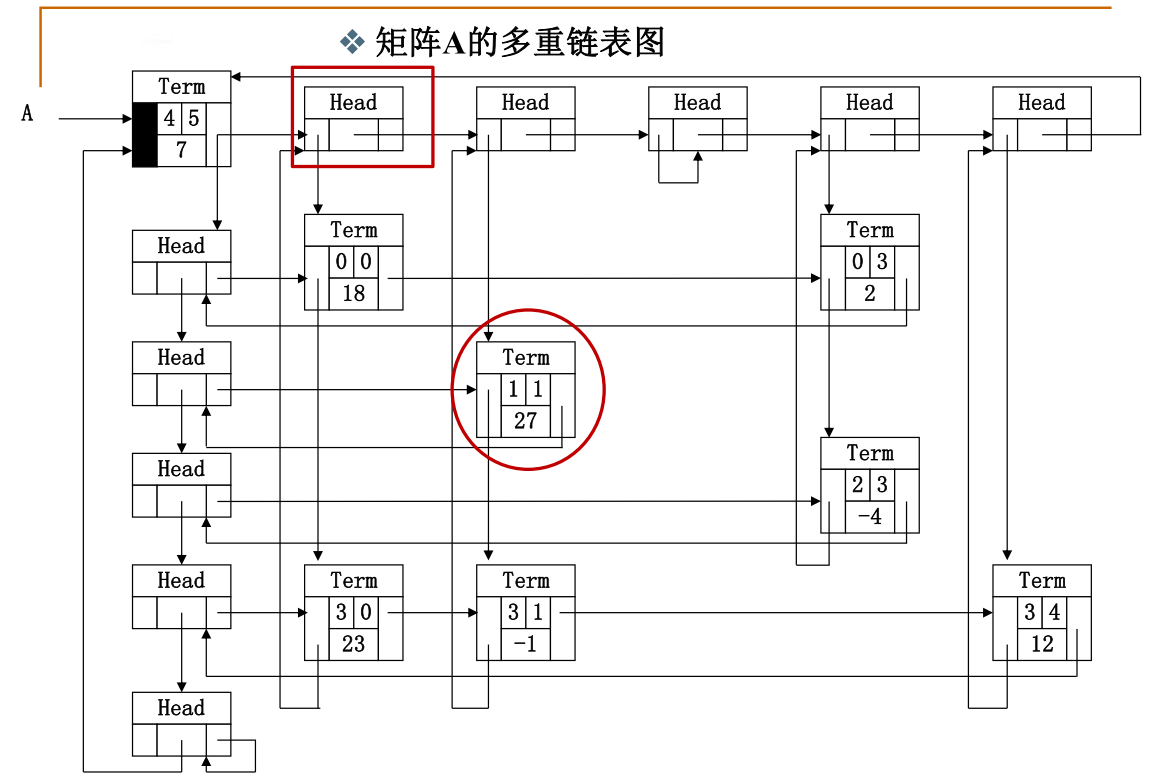 矩阵A的多重链表图
A
Term
4 5
7
Head
Head
Head
Head
Head
Head
Term
0 0
18
Term
0 3
2
Head
Term
1 1
27
Head
Term
2 3
-4
Head
Term
3 0
23
Term
3 1
-1
Term
3 4
12
Head